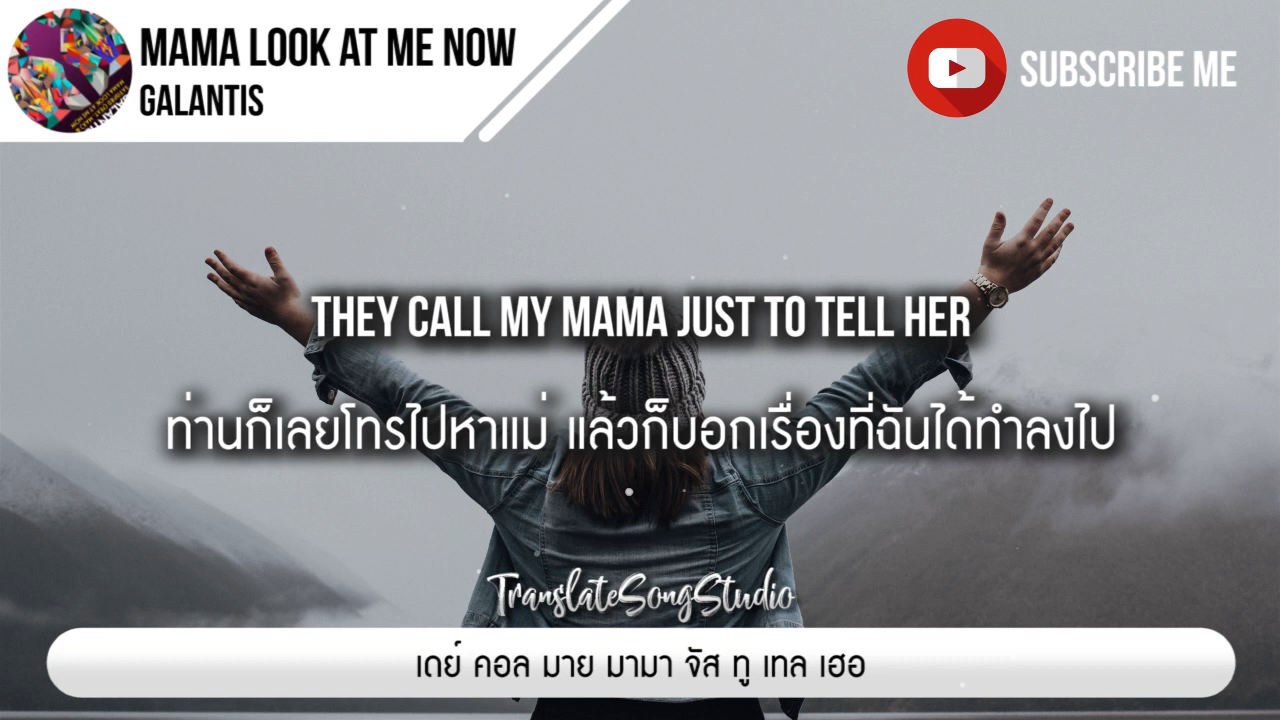 MAMA LOOK AT ME NOW
GALANTIS
SUBSCRIBE ME
THEY CALL MY MAMA JUST TO TELL HER
ท่านก็เลยโทรไปหาแม่ แล้วก็บอกเรื่องที่ฉันได้ทำลงไป
TranslateSongStudio
เดย์ คอล มาย มามา จัส ทู เทล เฮอ